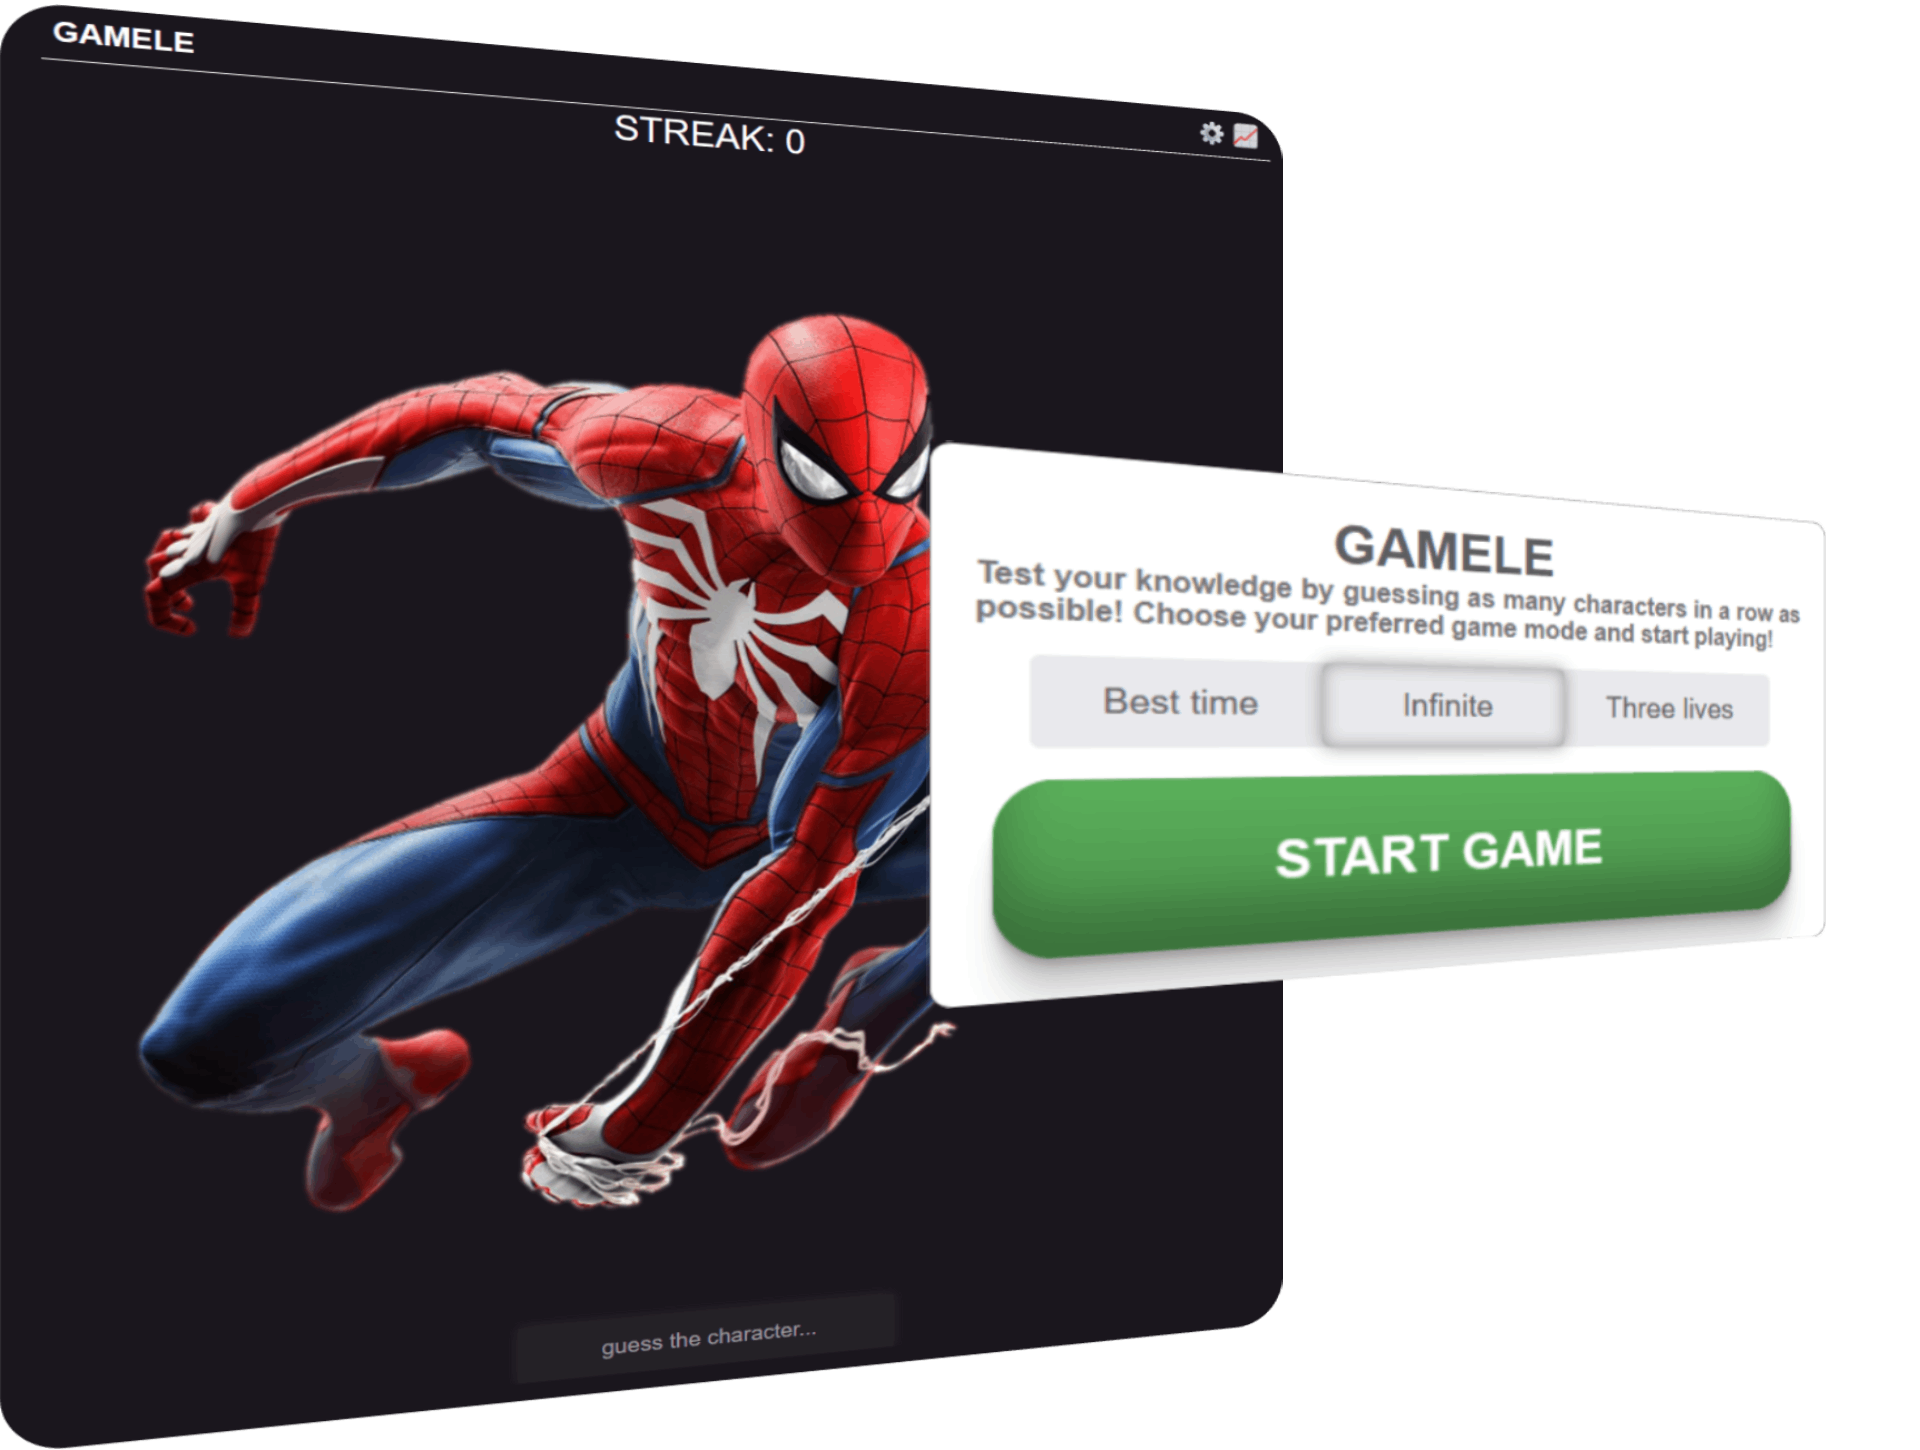 GAMELE
STREAK: 0
GAMELE
Test your knowledge by guessing as many characters in a row as
possible! Choose your preferred game mode and start playing!
Best time
Infinite
Three lives
START GAME
guess the character...